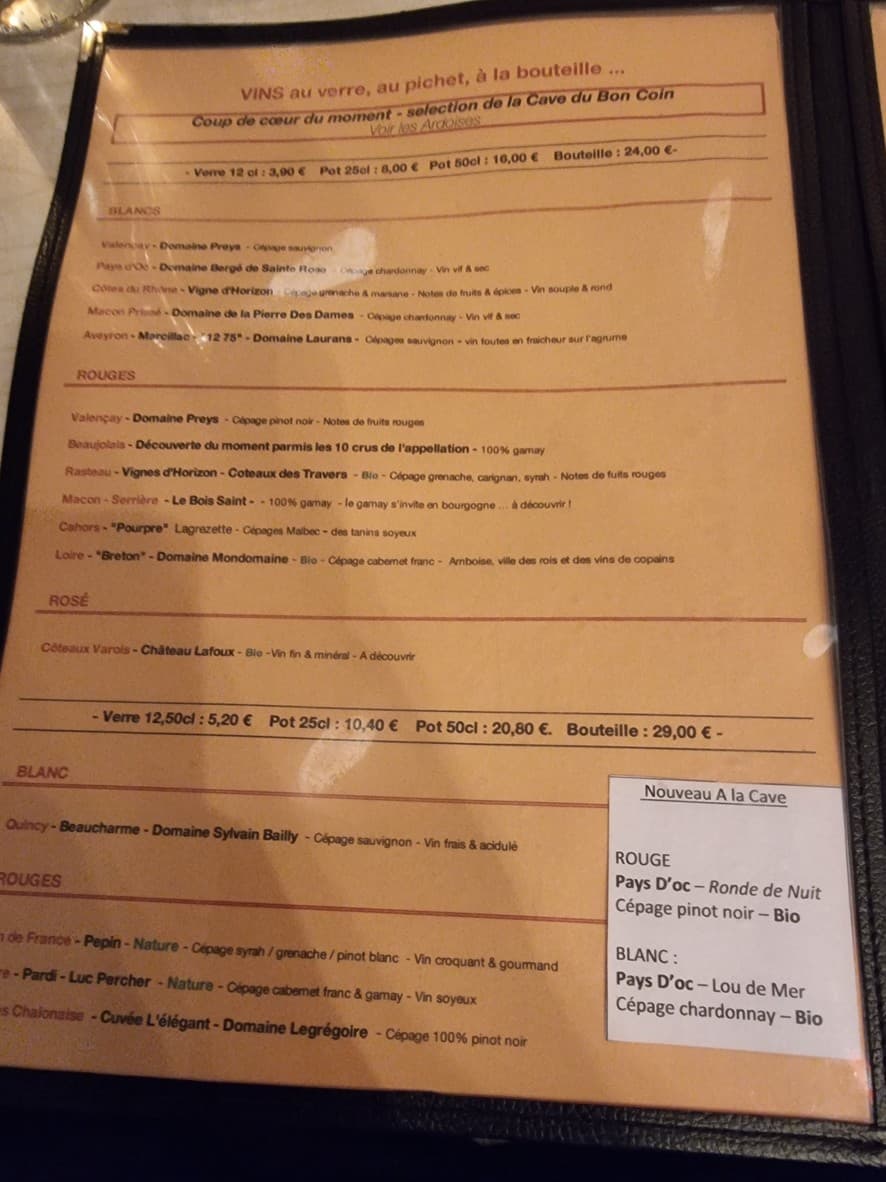 VINS au verre, au pichet, à la bouteille ...
Coup de cœur du moment - selection de la Cave du Bon Coin
Voir les Ardoises
- Verre 12 cl : 3,90 € Pot 25cl : 8,00 € Pot 50cl : 16,00 € Bouteille : 24,00 €-
BLANCS
Valençay - Domaine Preys - Cépage sauvignon
Pays d'Oc - Domaine Bergé de Sainte Rose - Cépage chardonnay - Vin vif & sec
Côtes du Rhône - Vigne d'Horizon - Cépage grenache & marsane - Notes de fruits & épices - Vin souple & rond
Macon Prissé - Domaine de la Pierre Des Dames - Cépage chardonnay - Vin vif & sec
Aveyron - Marcillac - "12 75" - Domaine Laurans - Cépages sauvignon - vin toutes en fraicheur sur l'agrume
ROUGES
Valençay - Domaine Preys - Cépage pinot noir - Notes de fruits rouges
Beaujolais - Découverte du moment parmis les 10 crus de l'appellation - 100% gamay
Rasteau - Vignes d'Horizon - Coteaux des Travers - Bio - Cépage grenache, carignan, syrah - Notes de fuits rouges
Macon - Serrière - Le Bois Saint - - 100% gamay - le gamay s'invite en bourgogne ... à découvrir !
Cahors - "Pourpre" Lagrezette - Cépages Malbec - des tanins soyeux
Loire - "Breton" - Domaine Mondomaine - Bio - Cépage cabernet franc - Amboise, ville des rois et des vins de copains
ROSÉ
Côteaux Varois - Château Lafoux - Bio -Vin fin & minéral - A découvrir
- Verre 12,50cl : 5,20 € Pot 25cl : 10,40 € Pot 50cl : 20,80 €. Bouteille : 29,00 € -
BLANC
Quincy - Beaucharme - Domaine Sylvain Bailly - Cépage sauvignon - Vin frais & acidulé
ROUGES
de France - Pepin - Nature - Cépage syrah / grenache / pinot blanc - Vin croquant & gourmand
- Pardi - Luc Percher - Nature - Cépage cabernet franc & gamay - Vin soyeux
Chalonaise - Cuvée L'élégant - Domaine Legrégoire - Cépage 100% pinot noir
Nouveau A la Cave
ROUGE
Pays D'oc – Ronde de Nuit
Cépage pinot noir – Bio
BLANC :
Pays D'oc – Lou de Mer
Cépage chardonnay – Bio